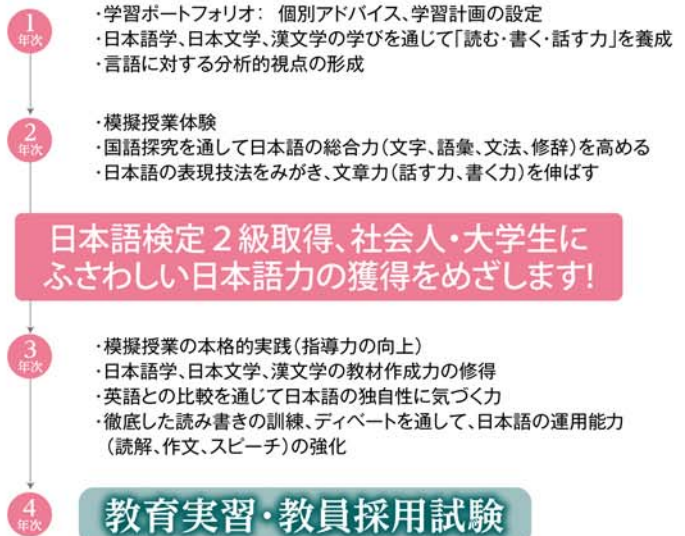 1
年次
・学習ポートフォリオ： 個別アドバイス、学習計画の設定
・日本語学、日本文学、漢文学の学びを通じて「読む・書く・話す力」を養成
・言語に対する分析的視点の形成
2
年次
・模擬授業体験
・国語探究を通して日本語の総合力（文字、語彙、文法、修辞）を高める
・日本語の表現技法をみがき、文章力（話す力、書く力）を伸ばす
日本語検定２級取得、社会人・大学生に
ふさわしい日本語力の獲得をめざします!
3
年次
・模擬授業の本格的実践（指導力の向上）
・日本語学、日本文学、漢文学の教材作成力の修得
・英語との比較を通じて日本語の独自性に気づく力
・徹底した読み書きの訓練、ディベートを通して、日本語の運用能力
（読解、作文、スピーチ）の強化
4
年次
教育実習・教員採用試験